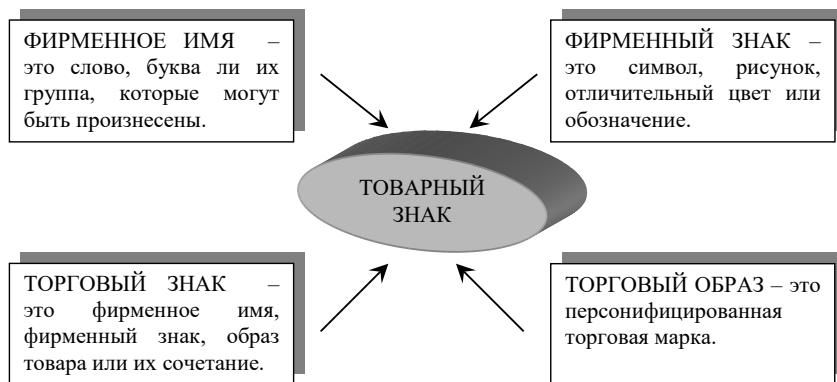 ФИРМЕННОЕ ИМЯ –
это слово, буква ли их
группа, которые могут
быть произнесены.
ФИРМЕННЫЙ ЗНАК –
это символ, рисунок,
отличительный цвет или
обозначение.
ТОВАРНЫЙ
ЗНАК
ТОРГОВЫЙ ЗНАК –
это фирменное имя,
фирменный знак, образ
товара или их сочетание.
ТОРГОВЫЙ ОБРАЗ – это
персонифицированная
торговая марка.